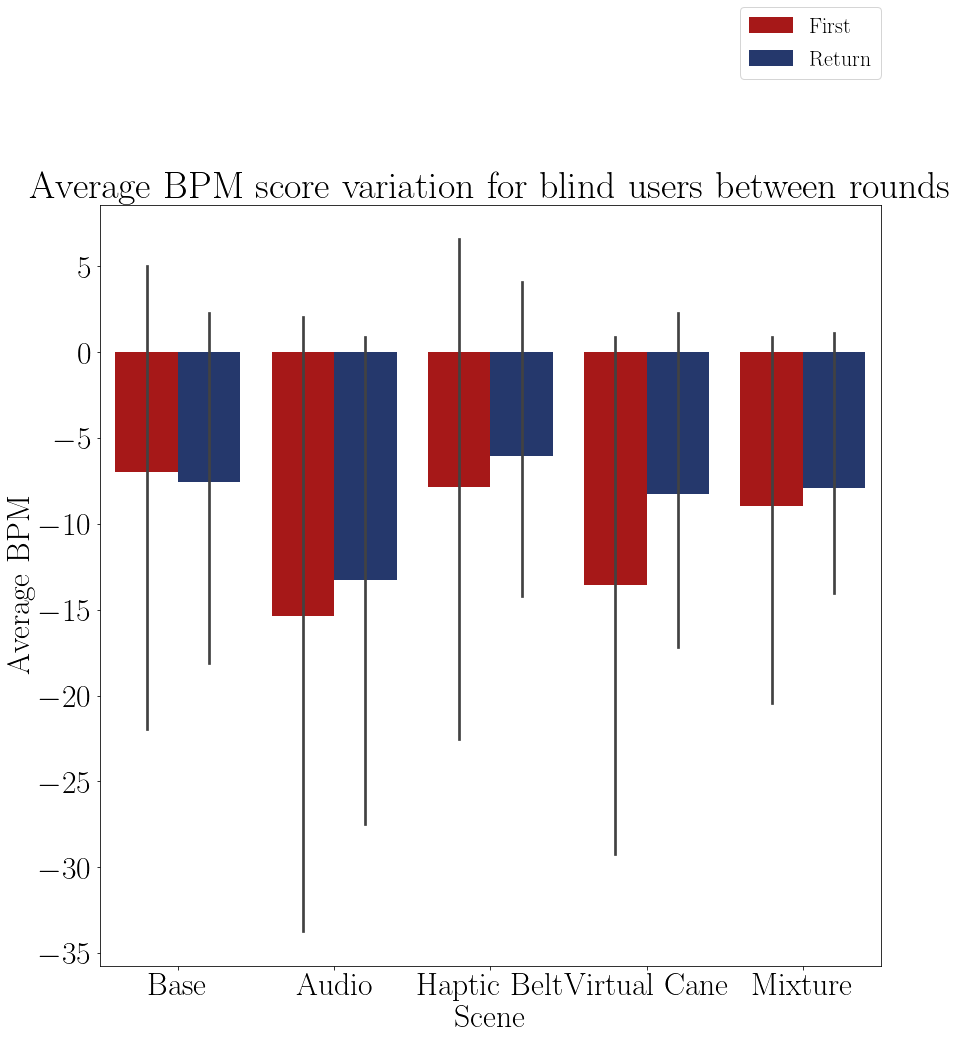 First
Return
Average BPM score variation for blind users between rounds
Average BPM
5
0
−5
−10
−15
−20
−25
−30
−35
Base Audio Haptic Belt Virtual Cane Mixture
Scene